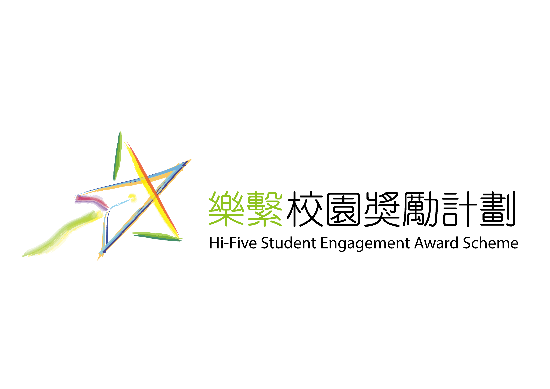 樂繫校園獎勵計劃
Hi-Five Student Engagement Award Scheme